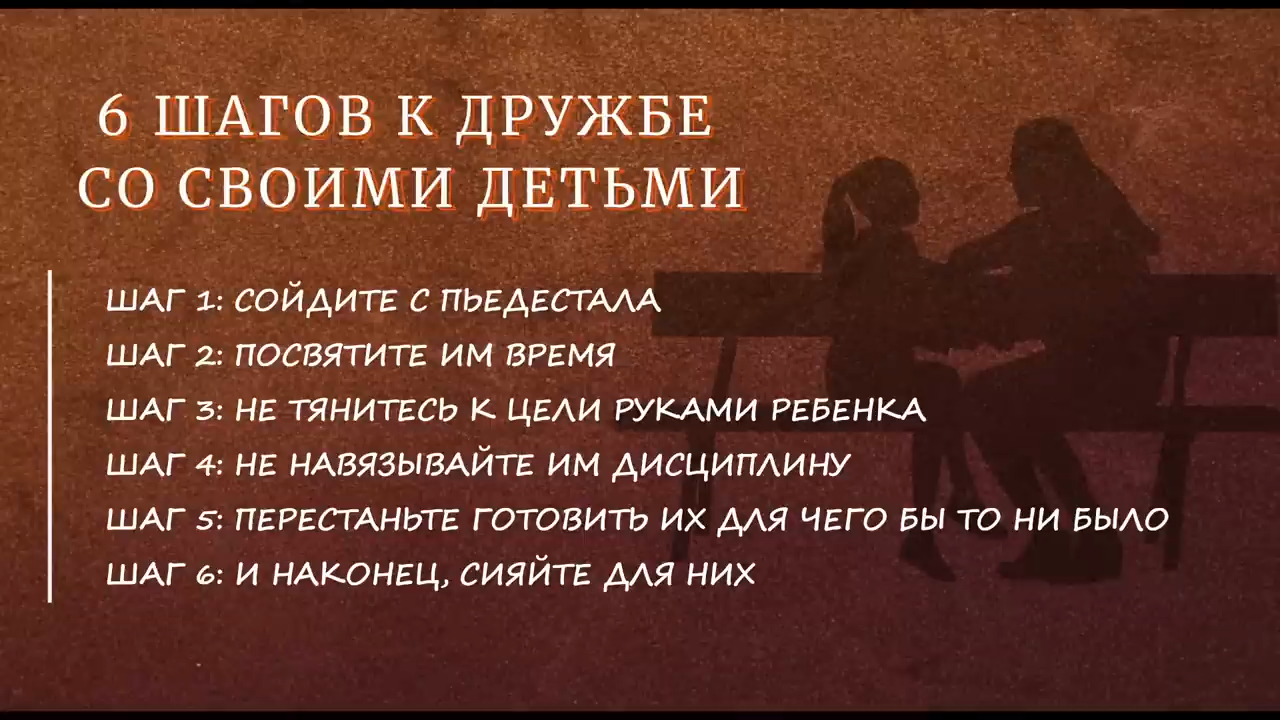 6 ШАГОВ К ДРУЖБЕ
СО СВОИМИ ДЕТЬМИ
ШАГ 1: СОЙДИТЕ С ПЬЕДЕСТАЛА
ШАГ 2: ПОСВЯТИТЕ ИМ ВРЕМЯ
ШАГ 3: НЕ ТЯНИТЕСЬ К ЦЕЛИ РУКАМИ РЕБЕНКА
ШАГ 4: НЕ НАВЯЗЫВАЙТЕ ИМ ДИСЦИПЛИНУ
ШАГ 5: ПЕРЕСТАНЬТЕ ГОТОВИТЬ ИХ ДЛЯ ЧЕГО БЫ ТО НИ БЫЛО
ШАГ 6: И НАКОНЕЦ, СИЯЙТЕ ДЛЯ НИХ